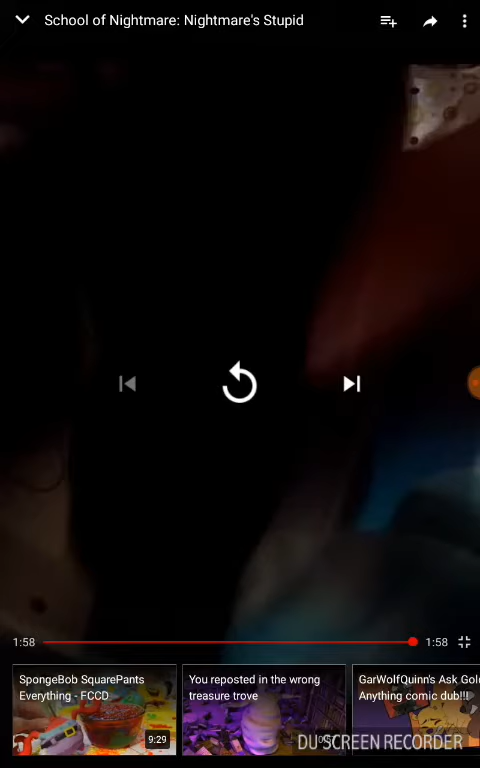 School of Nightmare: Nightmare's Stupid
1:58
1:58
SpongeBob SquarePants
Everything - FCCD
9:29
You reposted in the wrong
treasure trove
GarWolfQuinn's Ask Gol
Anything comic dub!!!
DU SCREEN RECORDER